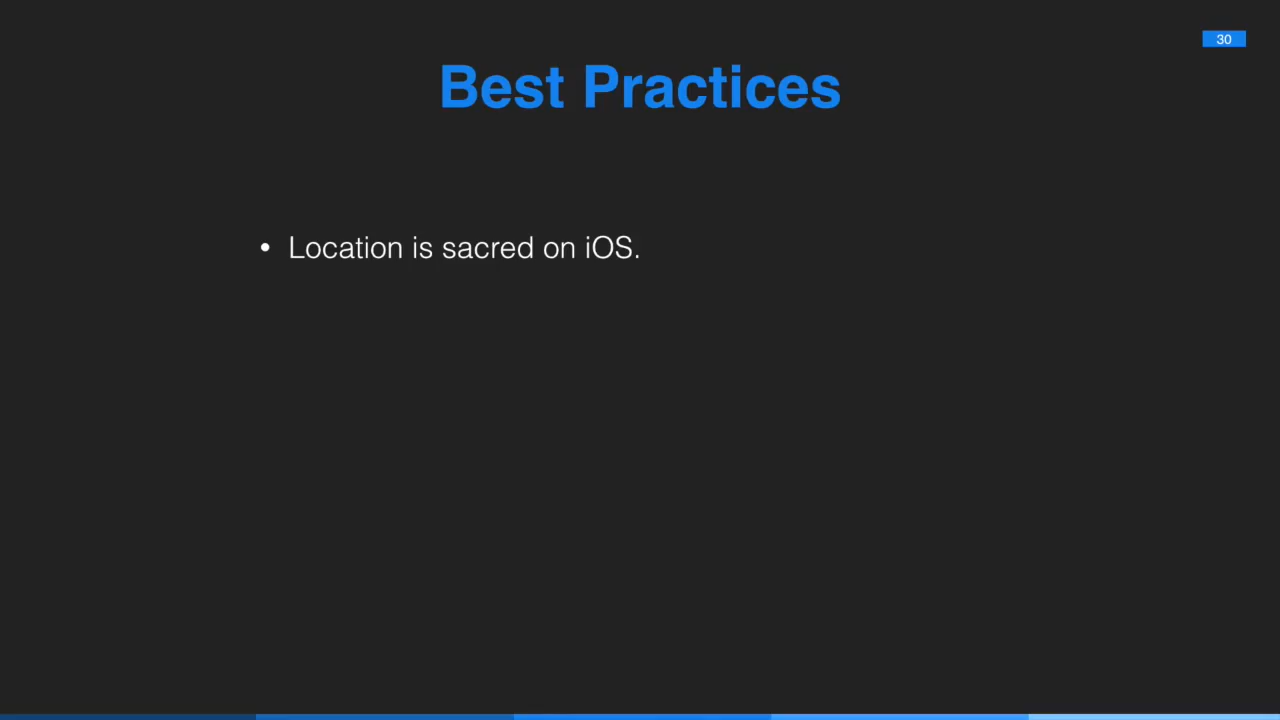 30
Best Practices
• Location is sacred on iOS.